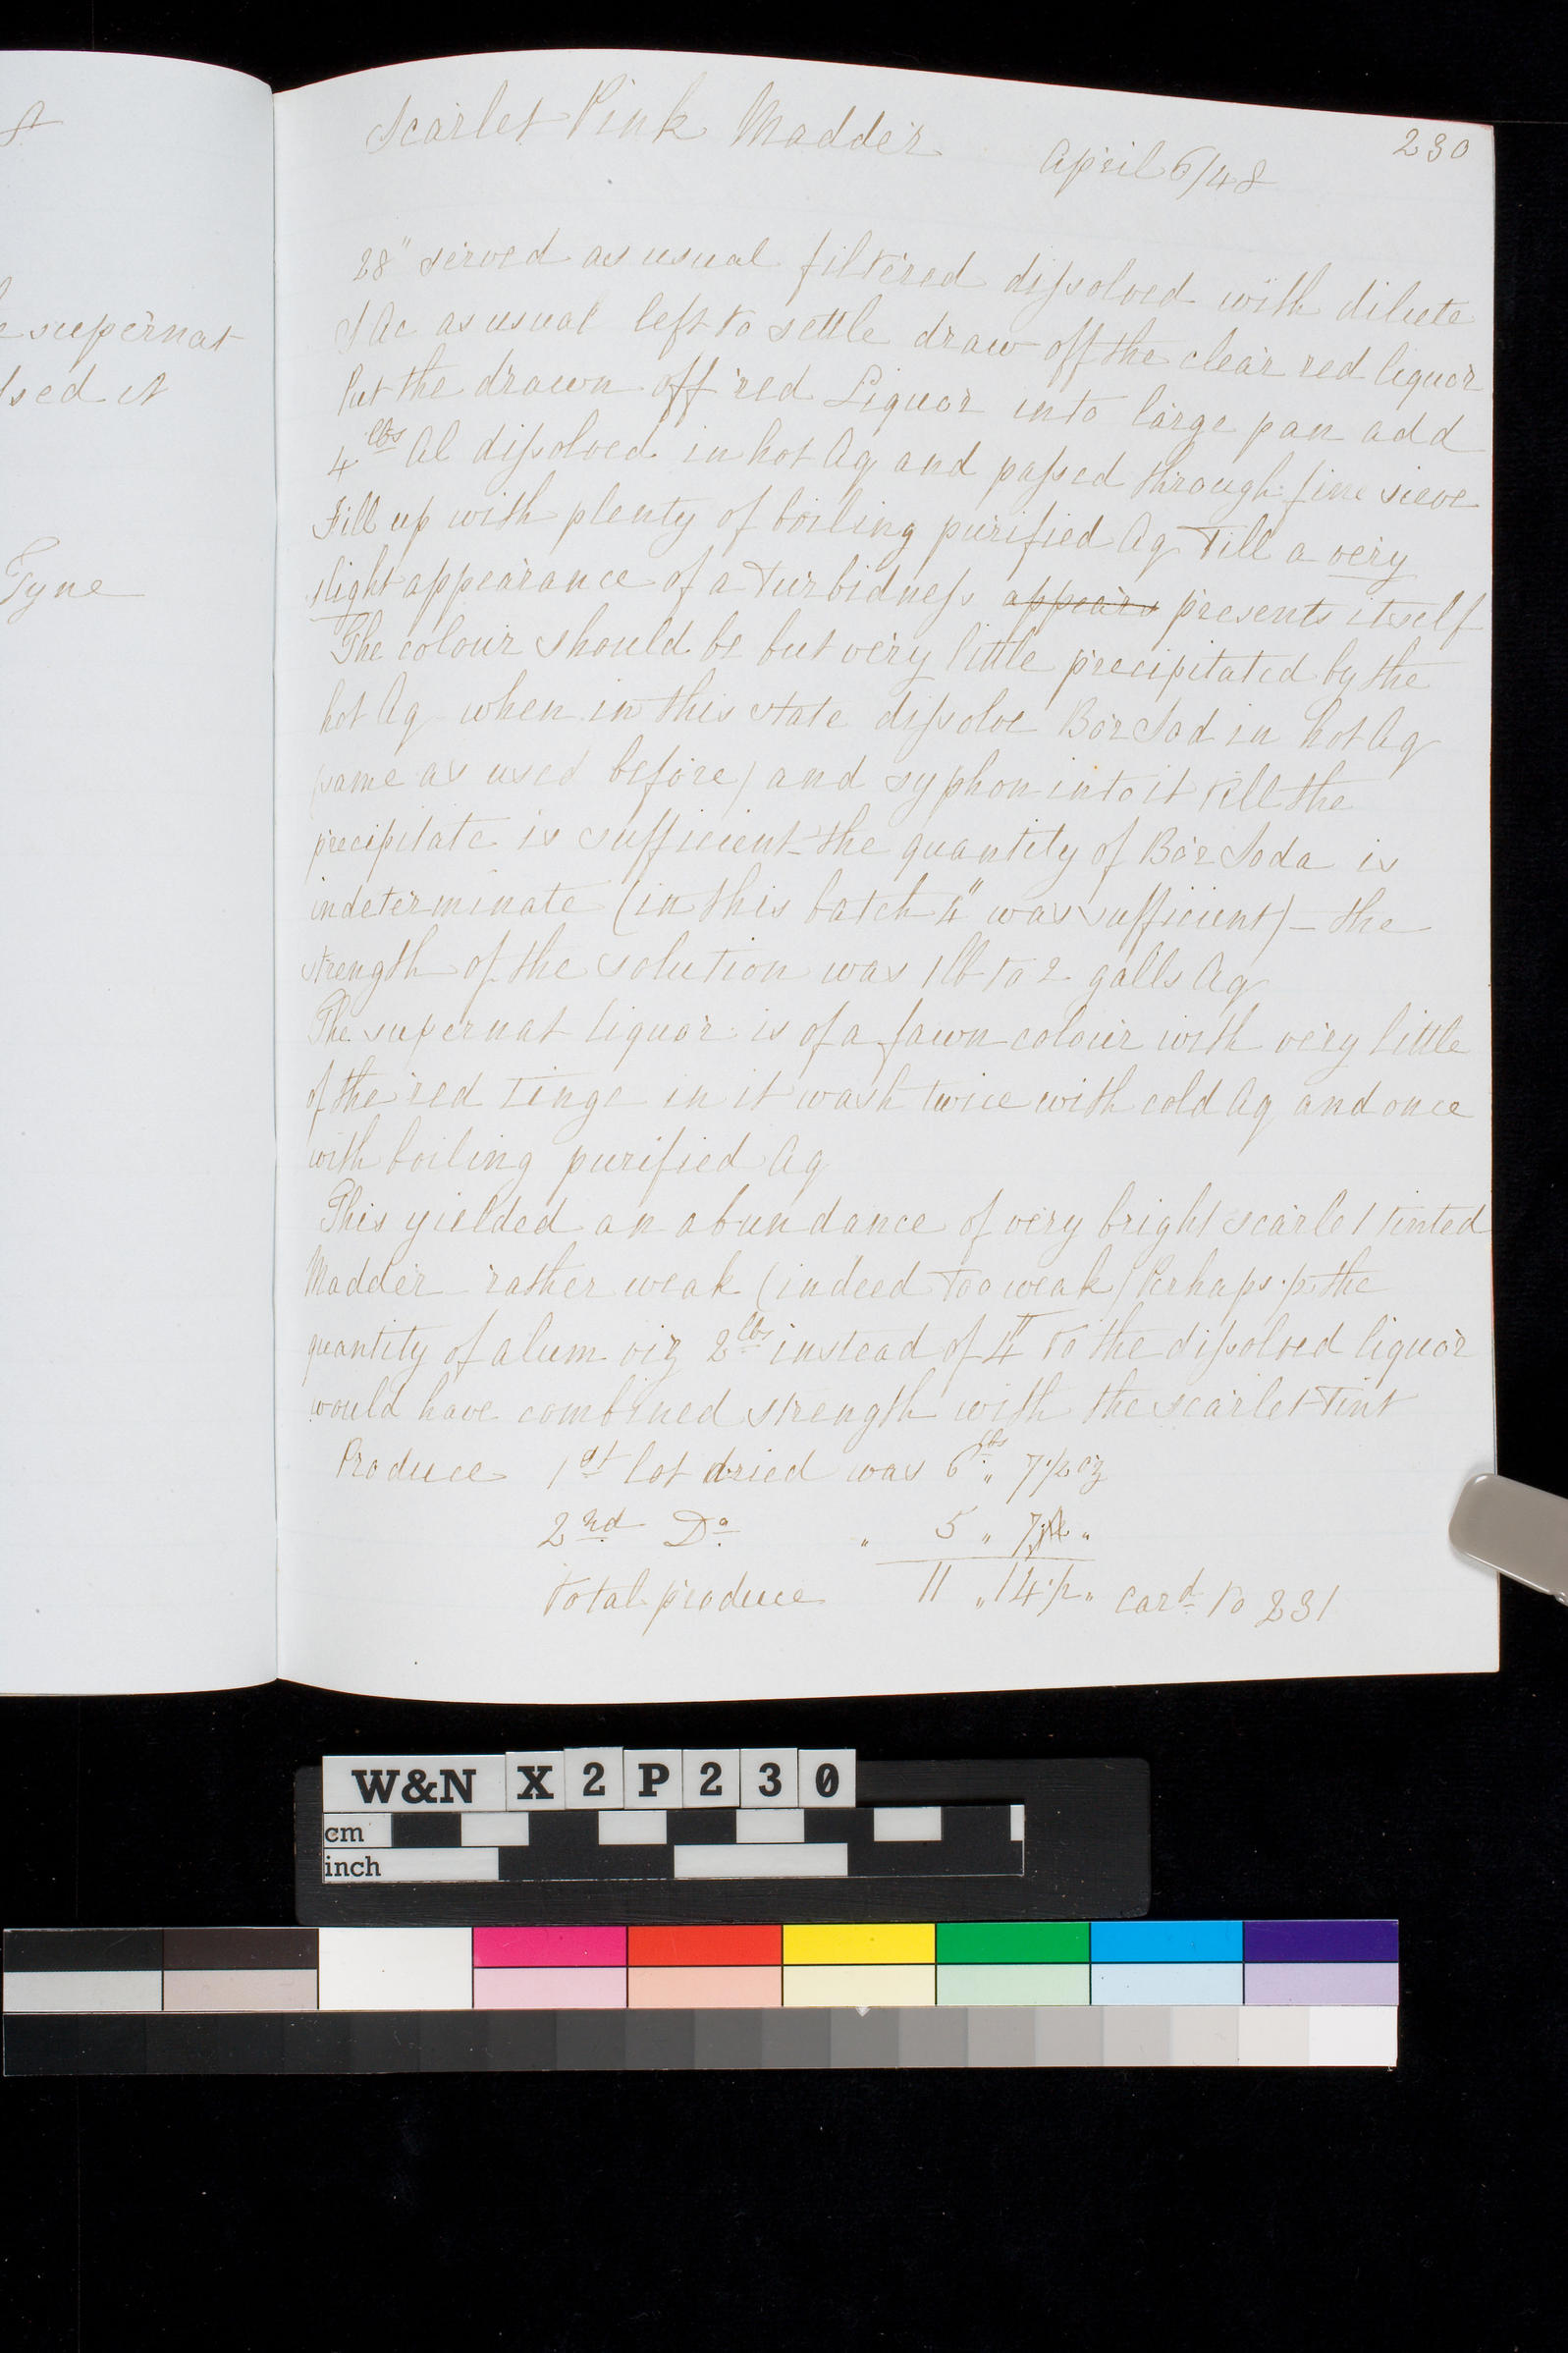 t
supernat
sed it
Tyne
Scarlet Pink Madder
April 6/48
230
28" served as usual filtered dissolved with dilute
S Ac as usual left to settle draw off the clear red liquor
Put the drawn off red Liquor into large pan add
4 lbs Al dissolved in hot Aq and passed through fine sieve
Fill up with plenty of boiling purified Aq Till a very
slight appearance of a Turbidness appears presents itself
The colour should be but very little precipitated by the
hot Aq when in this state dissolve Bor Sod in hot Aq
(same as used before) and syphon into it till the
precipitate is sufficient - the quantity of Bor Soda is
indeterminate (in this batch 4" was sufficient) - the
strength of the solution was 1 lb to 2 galls Aq
The supernat liquor is of a fawn colour with very little
of the red tinge in it wash twice with cold Aq and once
with boiling purified Aq
This yielded an abundance of very bright scarlet tinted
Madder rather weak (indeed too weak) Perhaps the
quantity of alum viz 2 lbs instead of 4" to the dissolved liquor
would have combined strength with the scarlet Tint
Produce 1st lot dried was 6 lbs „ 7 1/2 oz
2nd Do „ 5 „ 7 „
Total produce 11 „ 14 1/2 „ Card to 231
W&N X2P230
cm
inch